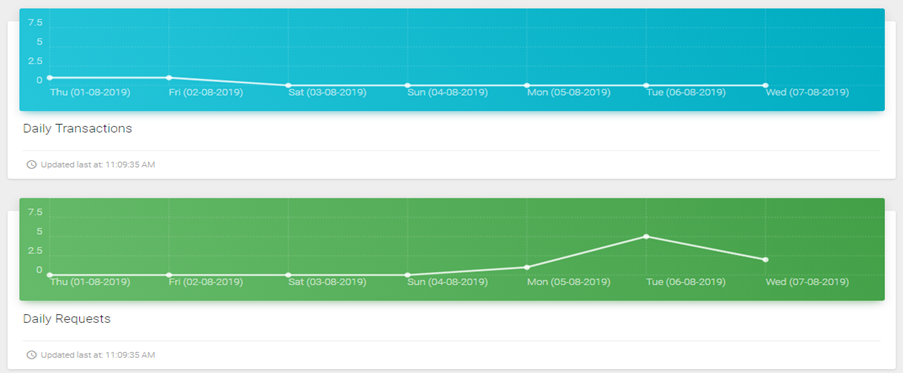 7.5
5
2.5
0
Thu (01-08-2019) Fri (02-08-2019) Sat (03-08-2019) Sun (04-08-2019) Mon (05-08-2019) Tue (06-08-2019) Wed (07-08-2019)
Daily Transactions
Updated last at: 11:09:35 AM
7.5
5
2.5
0
Thu (01-08-2019) Fri (02-08-2019) Sat (03-08-2019) Sun (04-08-2019) Mon (05-08-2019) Tue (06-08-2019) Wed (07-08-2019)
Daily Requests
Updated last at: 11:09:35 AM